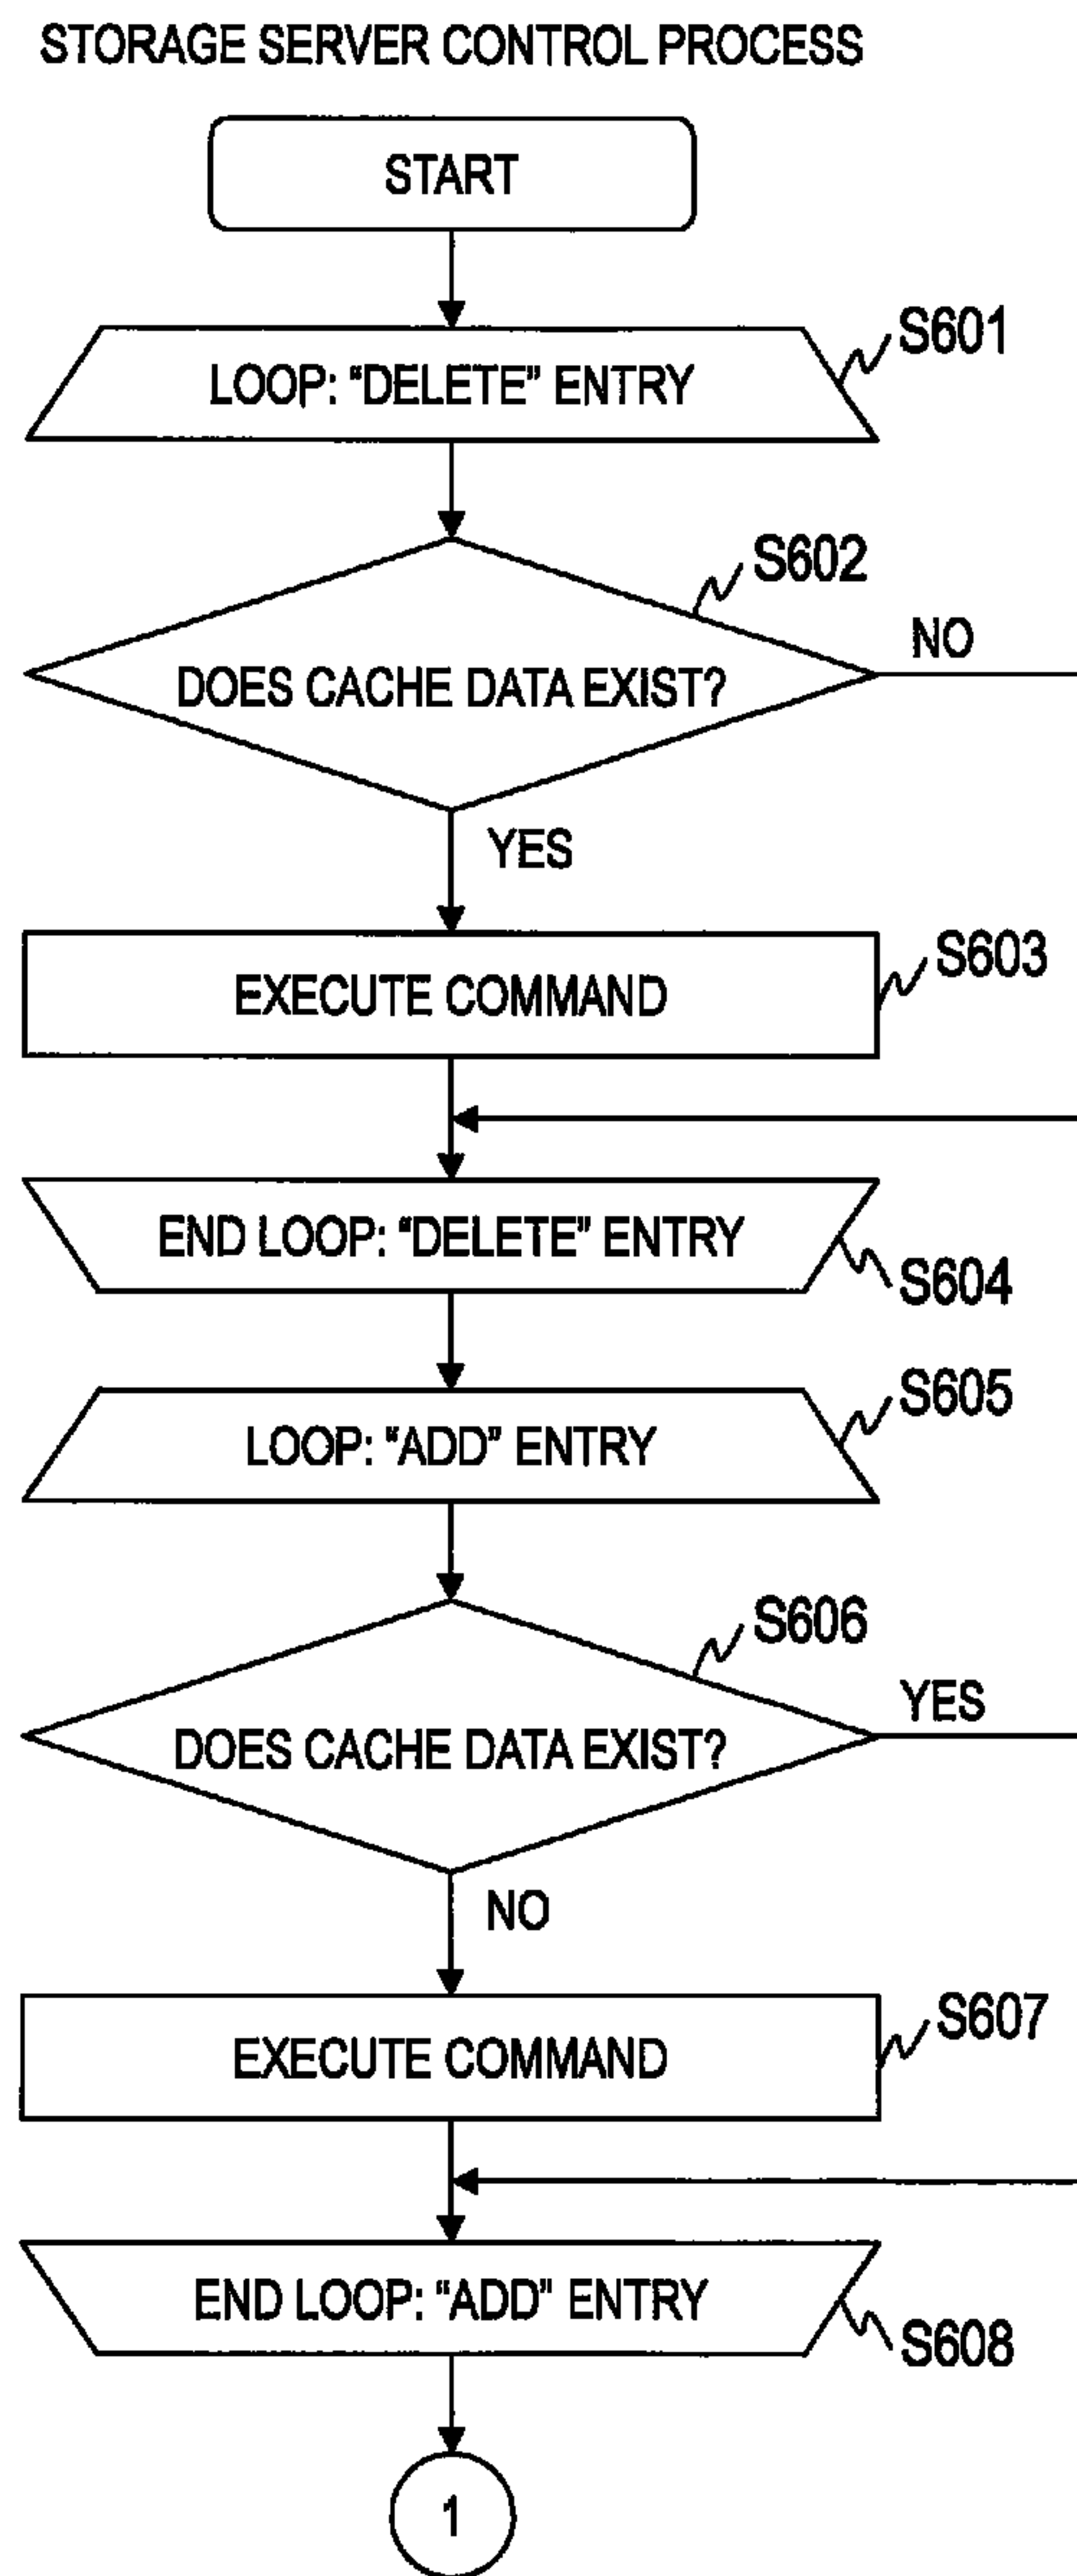 STORAGE SERVER CONTROL PROCESS
START
S601
LOOP: “DELETE” ENTRY
S602
NO
DOES CACHE DATA EXIST?
YES
S603
EXECUTE COMMAND
END LOOP: “DELETE” ENTRY
S604
S605
LOOP: “ADD” ENTRY
S606
YES
DOES CACHE DATA EXIST?
NO
S607
EXECUTE COMMAND
END LOOP: “ADD” ENTRY
S608
1